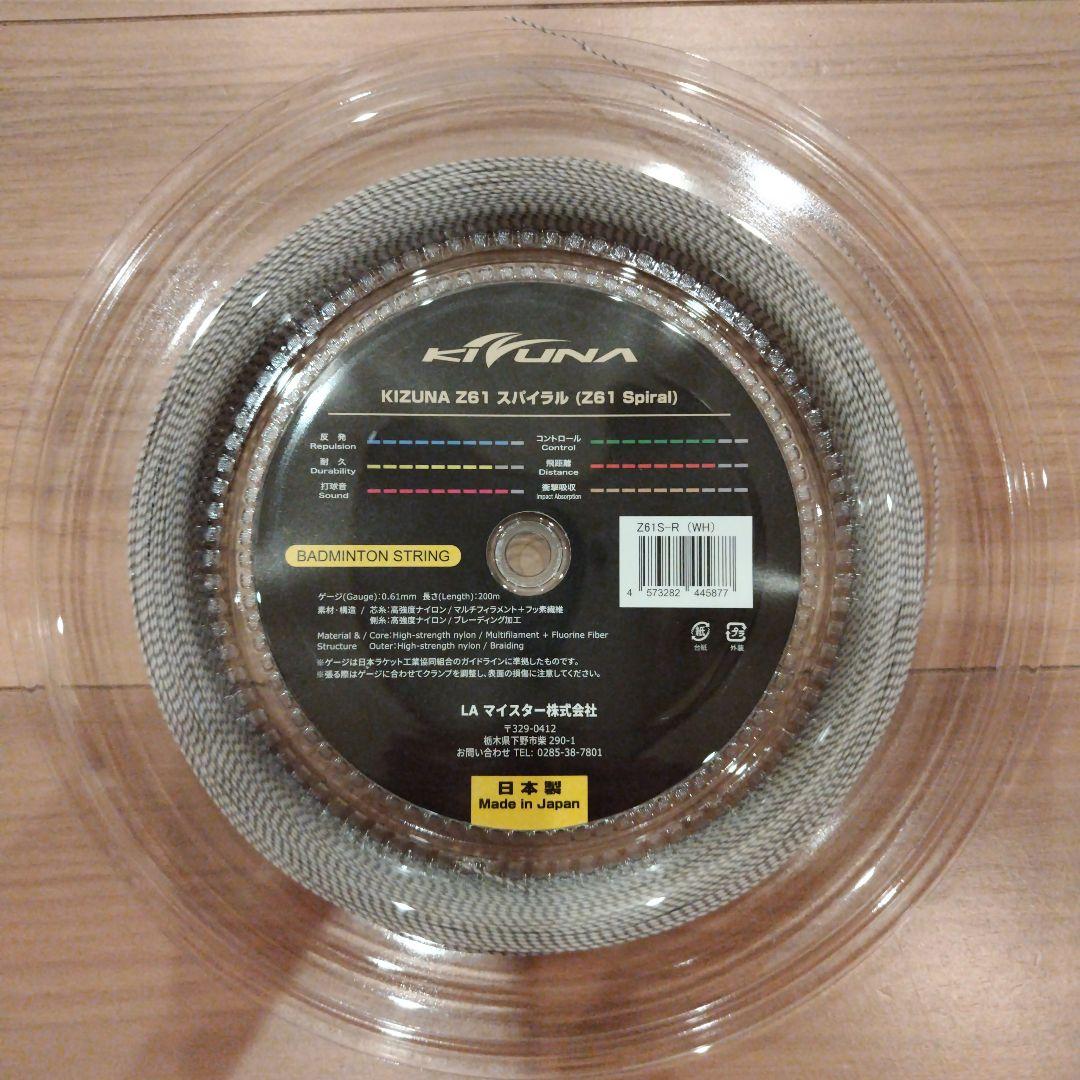 KIZUNA
KIZUNA Z61 スパイラル (Z61 Spiral)
反発
Repulsion
耐久
Durability
打球音
Sound
コントロール
Control
飛距離
Distance
衝撃吸収
Impact Absorption
BADMINTON STRING
Z61S-R (WH)
4 573282 445877
ゲージ(Gauge):0.61mm 長さ(Length):200m
素材・構造 / 芯糸:高強度ナイロン/マルチフィラメント+フッ素繊維
側糸:高強度ナイロン/ブレーディング加工
Material & / Core:High-strength nylon / Multifilament + Fluorine Fiber
Structure Outer:High-strength nylon / Braiding
※ゲージは日本ラケット工業協同組合のガイドラインに準拠したものです。
※張る際はゲージに合わせてクランプを調整し、表面の損傷に注意してください。
紙
台紙
プラ
外装
LA マイスター株式会社
〒329-0412
栃木県下野市柴 290-1
お問い合わせ TEL: 0285-38-7801
日本製
Made in Japan